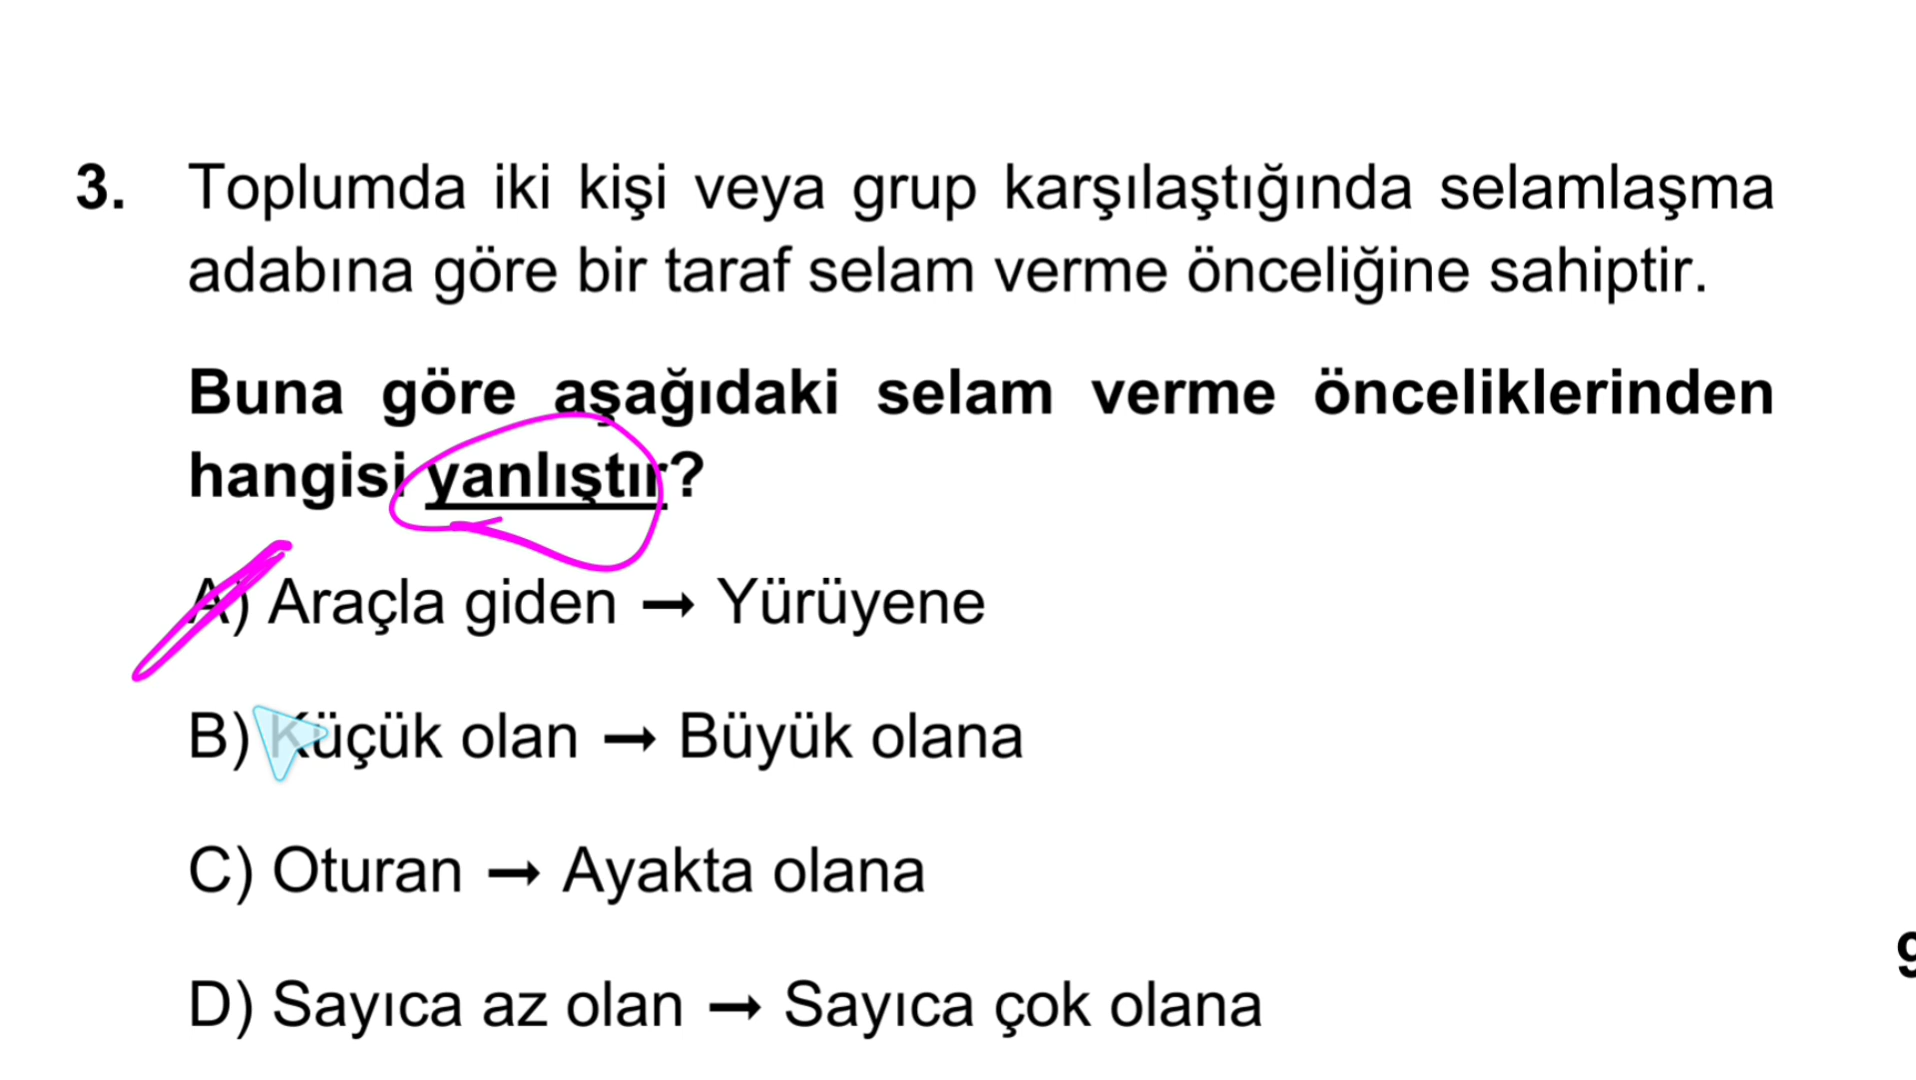 3. Toplumda iki kişi veya grup karşılaştığında selamlaşma
adabına göre bir taraf selam verme önceliğine sahiptir.
Buna göre aşağıdaki selam verme önceliklerinden
hangisi yanlıştır?
A) Araçla giden → Yürüyene
B) Küçük olan → Büyük olana
C) Oturan → Ayakta olana
D) Sayıca az olan → Sayıca çok olana